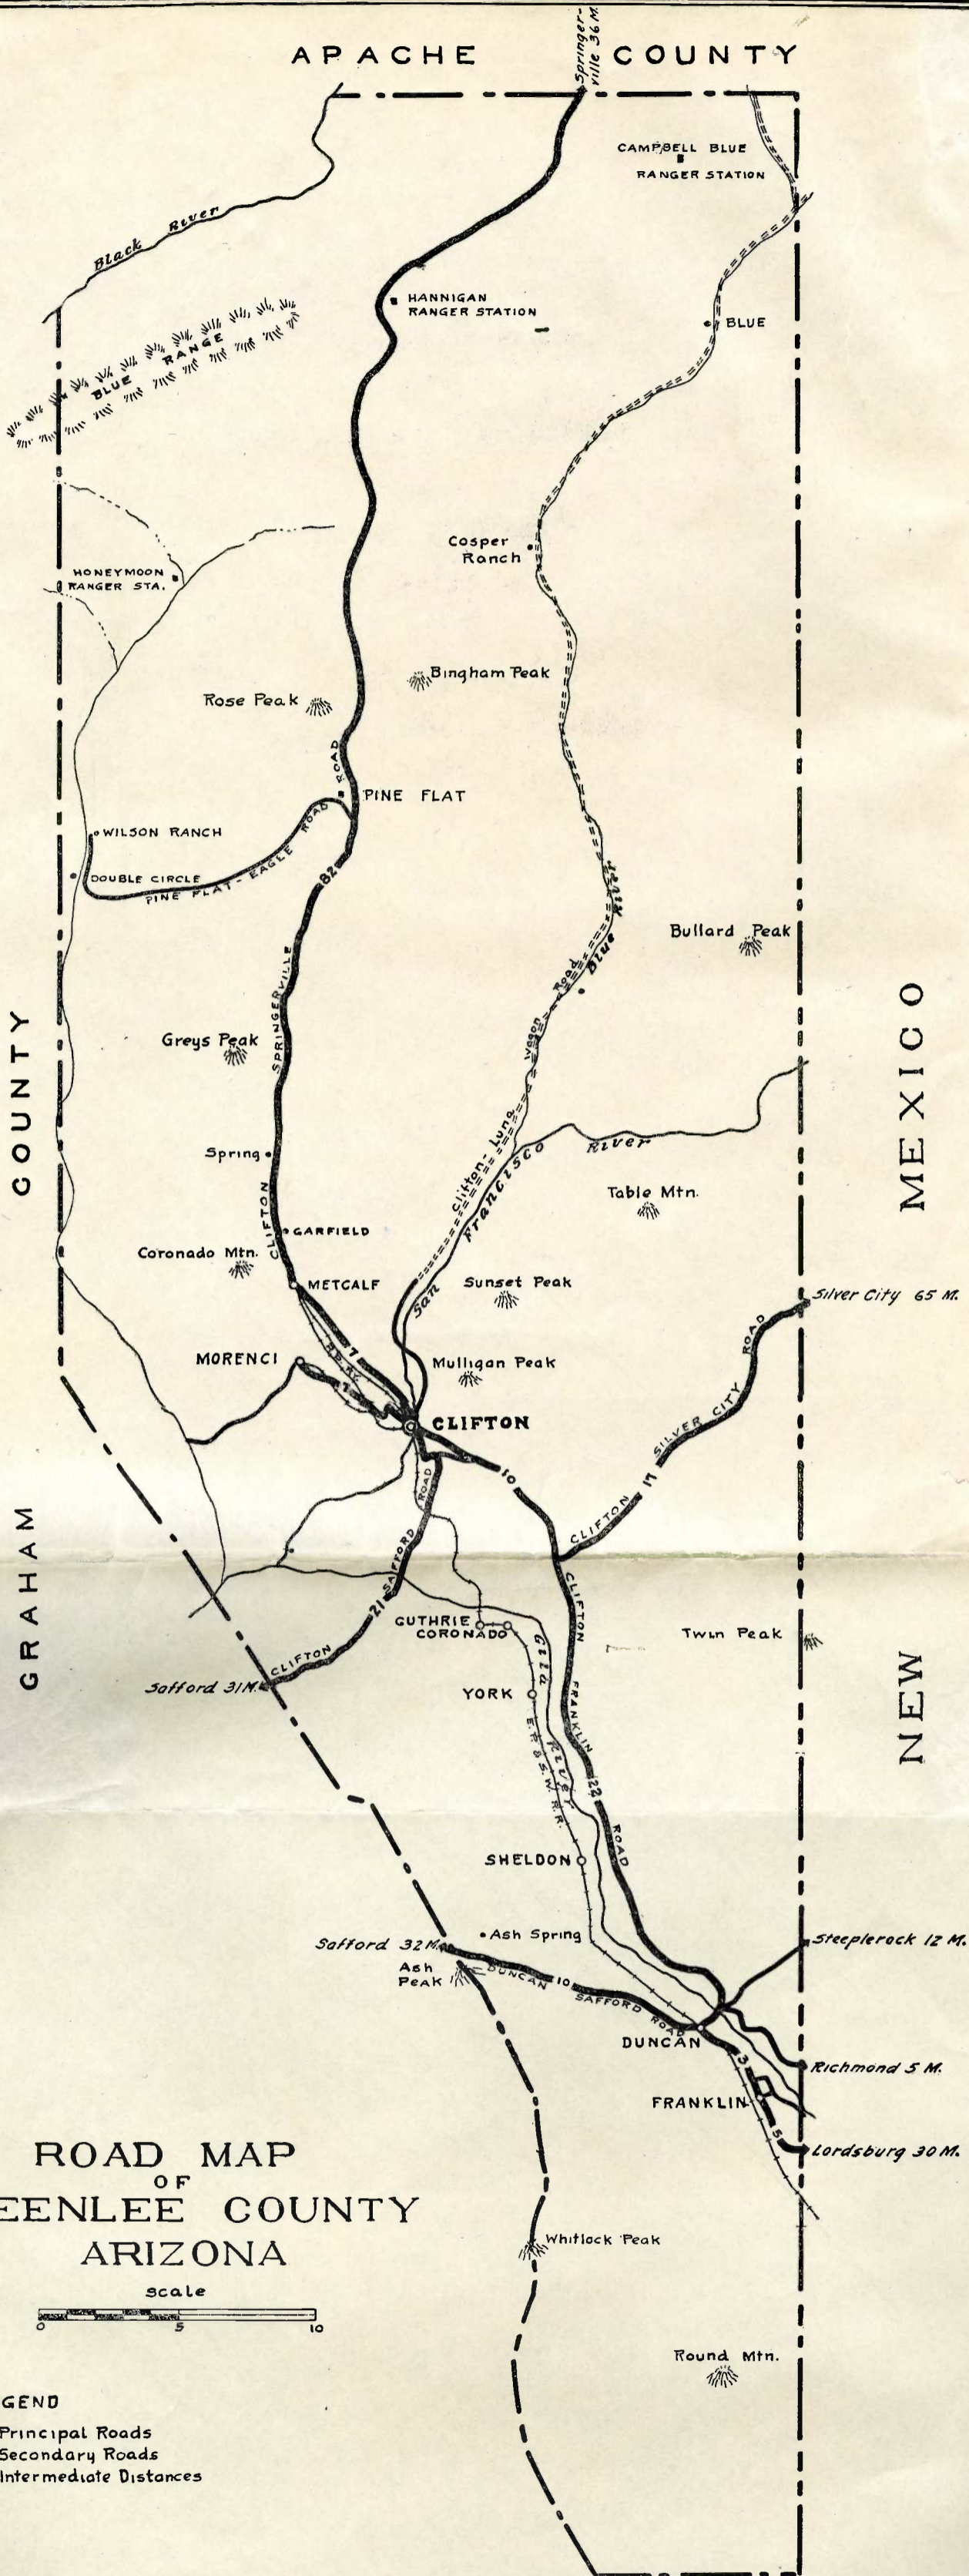 Springer-
ville 36 M.
APACHE COUNTY
CAMPBELL BLUE
RANGER STATION
Black River
HANNIGAN
RANGER STATION
BLUE RANGE
BLUE
Cosper
Ranch
HONEYMOON
RANGER STA.
Bingham Peak
Rose Peak
ROAD
PINE FLAT
WILSON RANCH
DOUBLE CIRCLE
PINE FLAT - EAGLE ROAD
82
Blue River
Bullard Peak
Clifton - Luna Wagon Road
SPRINGERVILLE
Greys Peak
COUNTY
MEXICO
San Francisco River
Spring
Table Mtn.
CLIFTON
GARFIELD
Coronado Mtn.
METCALF
Sunset Peak
Silver City 65 M.
7
MORENCI
Mulligan Peak
CLIFTON
10
CLIFTON 17 SILVER CITY ROAD
GRAHAM
CLIFTON 21 SAFFORD ROAD
GUTHRIE
CORONADO
Twin Peak
NEW
Safford 31 M.
Gila River
YORK
CLIFTON FRANKLIN 22 ROAD
SHELDON
Ash Spring
Safford 32 M.
Steeplerock 12 M.
Ash
Peak
DUNCAN 10 SAFFORD ROAD
DUNCAN
3
Richmond 5 M.
FRANKLIN
5
Lordsburg 30 M.
ROAD MAP
OF
EENLEE COUNTY
ARIZONA
scale
0 5 10
Whitlock Peak
Round Mtn.
GEND
Principal Roads
Secondary Roads
Intermediate Distances